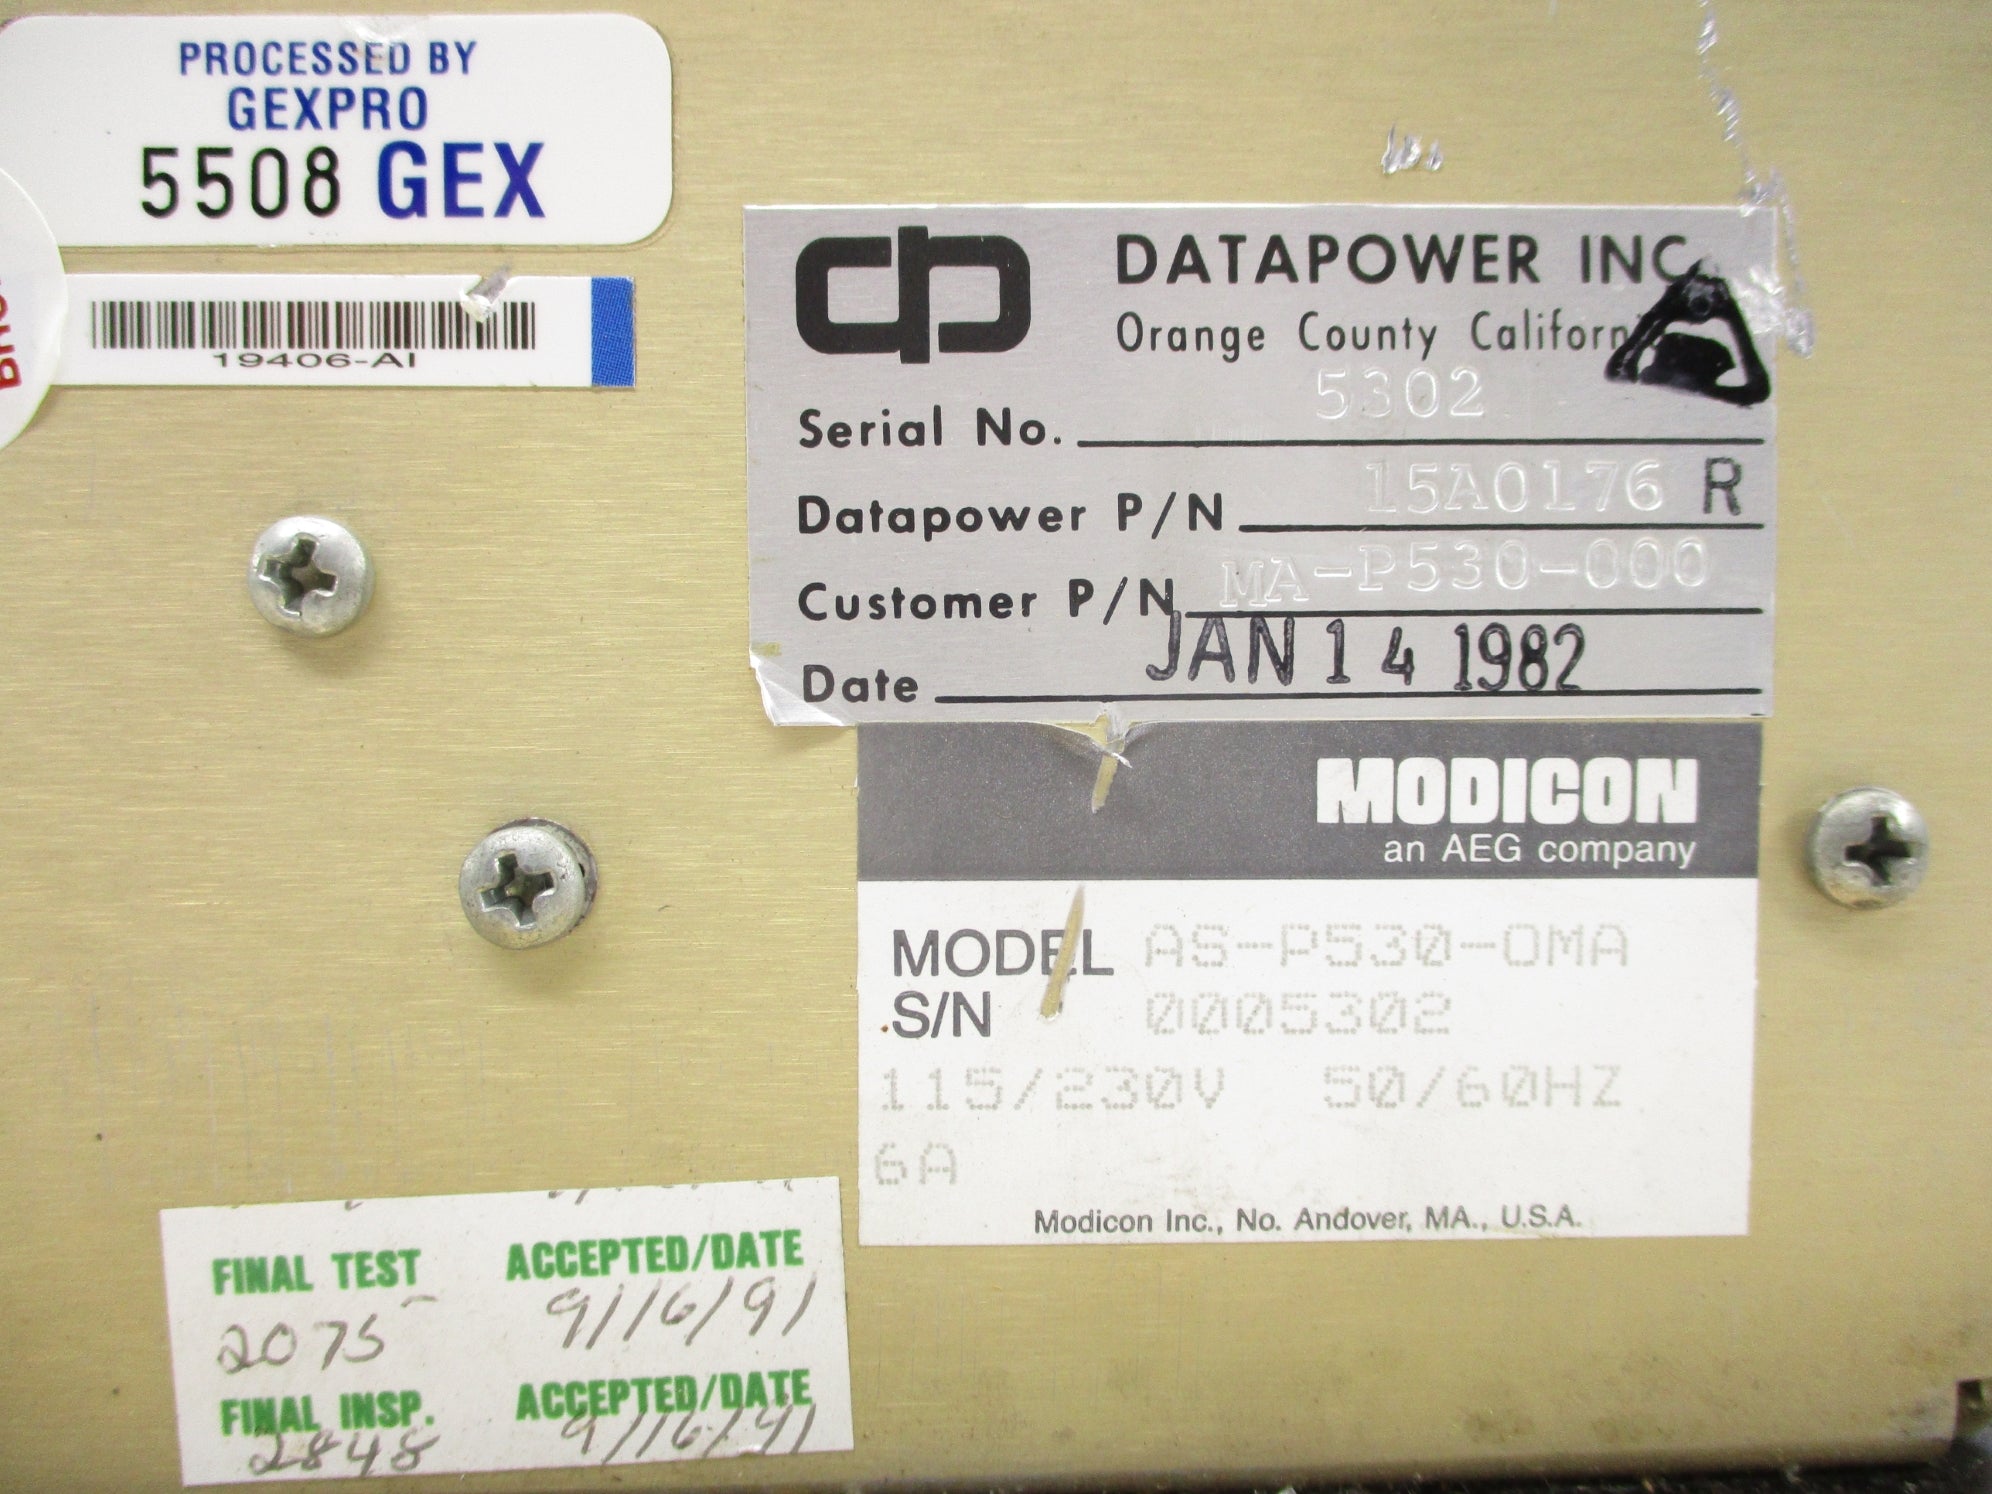 PROCESSED BY
GEXPRO
5508 GEX
19406-AI
DATAPOWER INC.
Orange County California
Serial No. 5302
Datapower P/N 15A0176 R
Customer P/N MA-P530-000
Date JAN 14 1982
MODICON
an AEG company
MODEL AS-P530-OMA
S/N 0005302
115/230V 50/60HZ
6A
Modicon Inc., No. Andover, MA., U.S.A.
FINAL TEST ACCEPTED/DATE
2075 9/16/91
FINAL INSP. ACCEPTED/DATE
2848 9/16/91